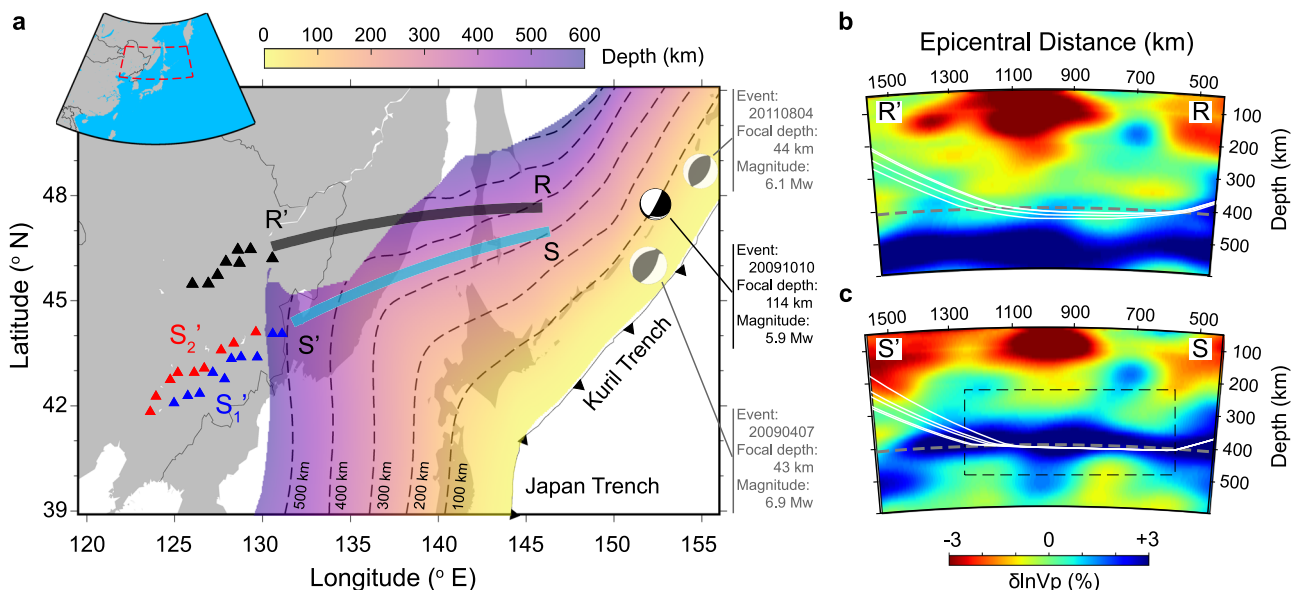 a
0 100 200 300 400 500 600
Depth (km)
Latitude (° N)
48
45
42
39
120 125 130 135 140 145 150 155
Longitude (° E)
R’
R
S
S’
S2’
S1’
500 km
400 km
300 km
200 km
100 km
Kuril Trench
Japan Trench
Event:
20110804
Focal depth:
44 km
Magnitude:
6.1 Mw
Event:
20091010
Focal depth:
114 km
Magnitude:
5.9 Mw
Event:
20090407
Focal depth:
43 km
Magnitude:
6.9 Mw
b
Epicentral Distance (km)
1500 1300 1100 900 700 500
R’
R
100
200
300
400
500
Depth (km)
c
1500 1300 1100 900 700 500
S’
S
100
200
300
400
500
Depth (km)
-3 0 +3
δlnVp (%)